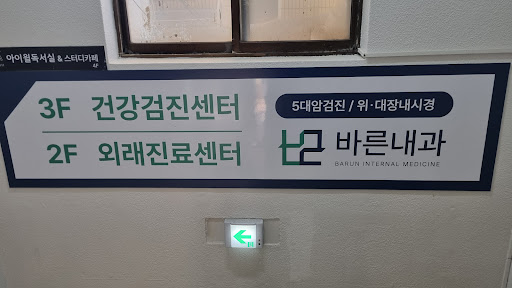 아이윌독서실 & 스터디카페
4F
3F 건강검진센터
2F 외래진료센터
5대암검진 / 위·대장내시경
바른내과
BARUN INTERNAL MEDICINE